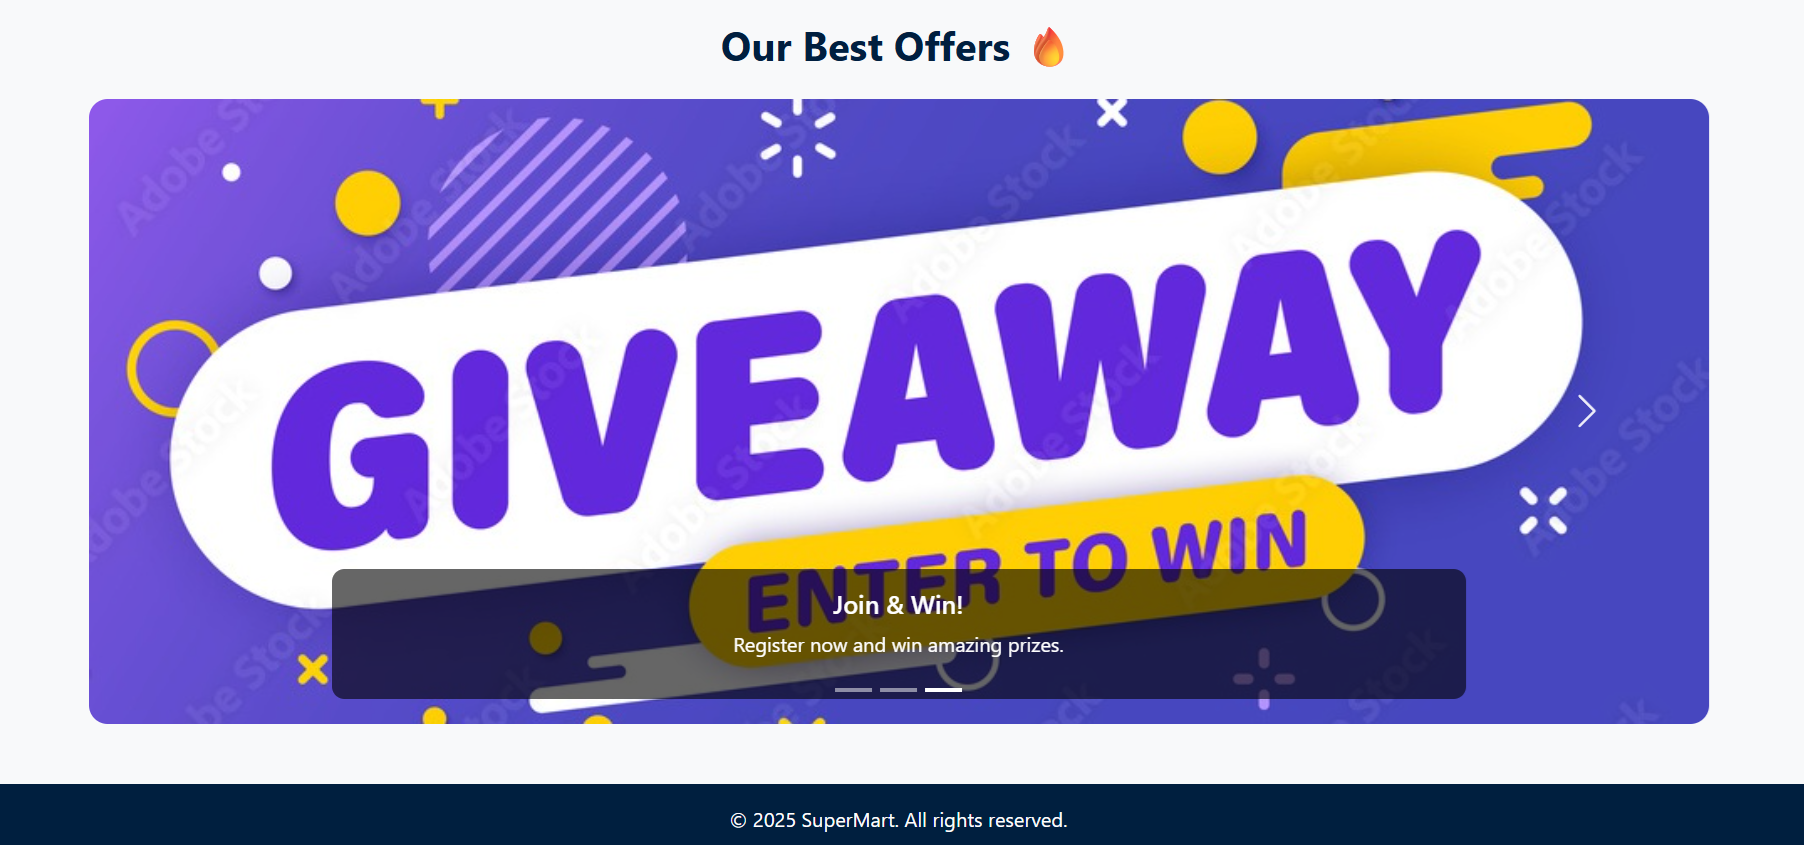 Our Best Offers 🔥
Adobe Stock
GIVEAWAY
ENTER TO WIN
Join & Win!
Register now and win amazing prizes.
© 2025 SuperMart. All rights reserved.